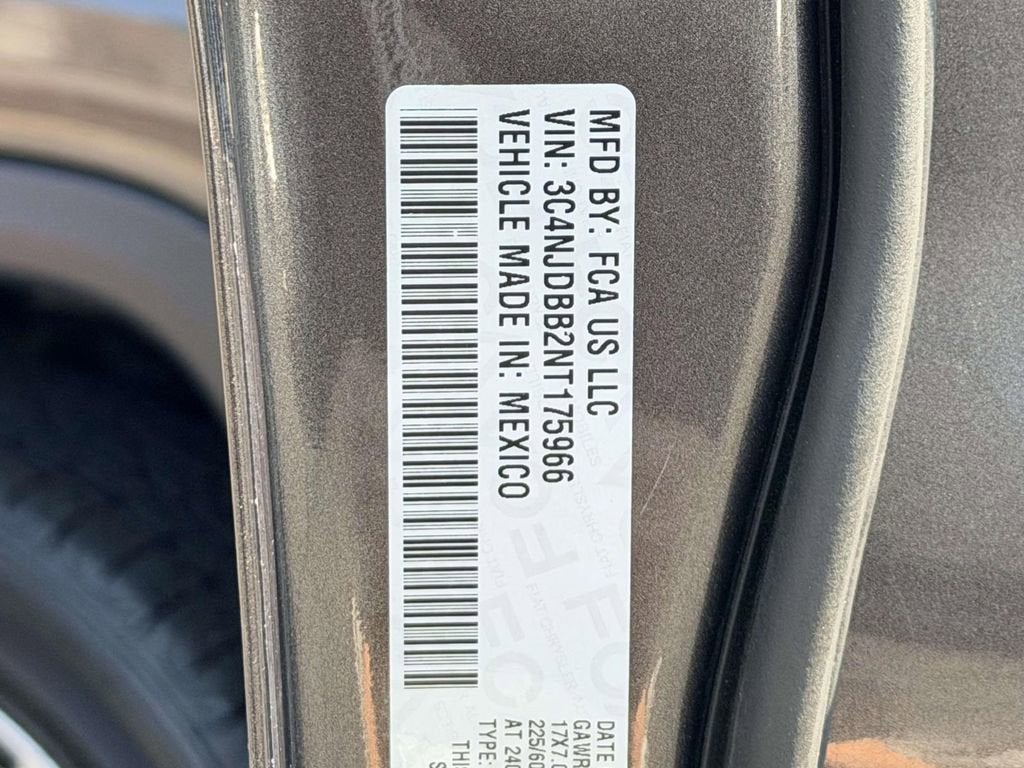 MFD BY: FCA US LLC
VIN: 3C4NJDBB2NT175966
VEHICLE MADE IN: MEXICO
DATE
GAWR
17X7.0
225/60
AT 240
TYPE:
THI
S